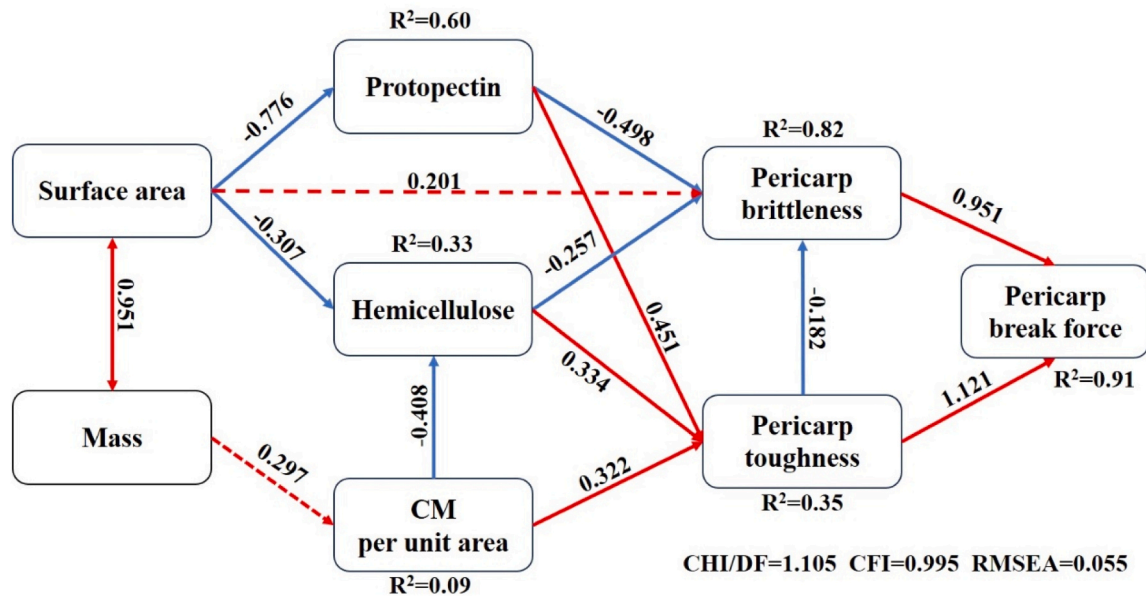 R²=0.60
Protopectin
-0.776
-0.498
R²=0.82
Surface area
0.201
Pericarp
brittleness
0.951
-0.307
R²=0.33
-0.257
Hemicellulose
0.951
0.451
-0.182
Pericarp
break force
R²=0.91
0.334
1.121
Mass
0.297
-0.408
0.322
Pericarp
toughness
R²=0.35
CM
per unit area
R²=0.09
CHI/DF=1.105 CFI=0.995 RMSEA=0.055